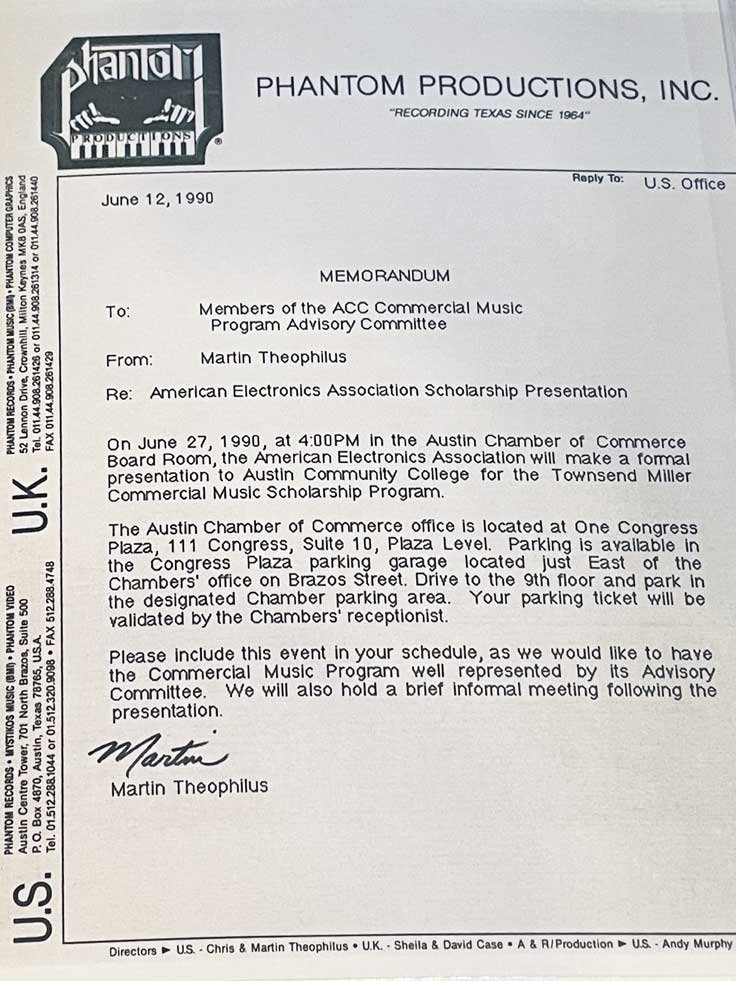 phantom
PRODUCTIONS
®
PHANTOM PRODUCTIONS, INC.
"RECORDING TEXAS SINCE 1964"
Reply To: U.S. Office
June 12, 1990
MEMORANDUM
To: Members of the ACC Commercial Music
Program Advisory Committee
From: Martin Theophilus
Re: American Electronics Association Scholarship Presentation
On June 27, 1990, at 4:00PM in the Austin Chamber of Commerce
Board Room, the American Electronics Association will make a formal
presentation to Austin Community College for the Townsend Miller
Commercial Music Scholarship Program.
The Austin Chamber of Commerce office is located at One Congress
Plaza, 111 Congress, Suite 10, Plaza Level. Parking is available in
the Congress Plaza parking garage located just East of the
Chambers' office on Brazos Street. Drive to the 9th floor and park in
the designated Chamber parking area. Your parking ticket will be
validated by the Chambers' receptionist.
Please include this event in your schedule, as we would like to have
the Commercial Music Program well represented by its Advisory
Committee. We will also hold a brief informal meeting following the
presentation.
Martin
Martin Theophilus
U.K.
PHANTOM RECORDS • PHANTOM MUSIC (BMI) • PHANTOM COMPUTER GRAPHICS
52 Lennon Drive, Crownhill, Milton Keynes MK8 0AS, England
Tel. 011.44.908.261426 or 011.44.908.261314 or 011.44.908.261440
FAX 011.44.908.261429
U.S.
PHANTOM RECORDS • MYSTIKOS MUSIC (BMI) • PHANTOM VIDEO
Austin Centre Tower, 701 North Brazos, Suite 500
P. O. Box 4870, Austin, Texas 78765, U.S.A.
Tel. 01.512.288.1044 or 01.512.320.9098 • FAX 512.288.4748
Directors ► U.S. - Chris & Martin Theophilus • U.K. - Sheila & David Case • A & R/Production ► U.S. - Andy Murphy